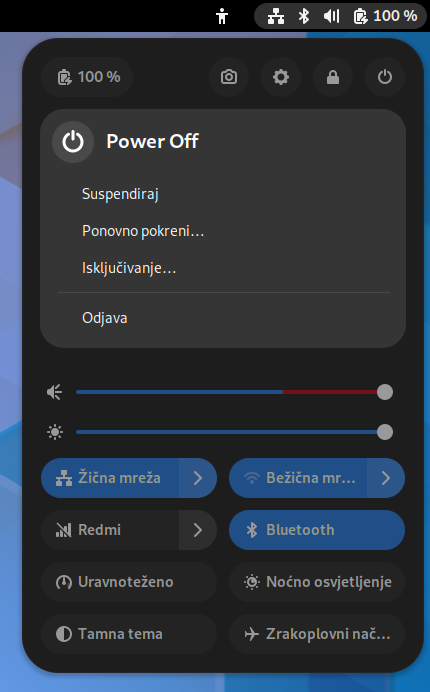 100 %
100 %
Power Off
Suspendiraj
Ponovno pokreni…
Isključivanje…
Odjava
Žična mreža
Bežična mr…
Redmi
Bluetooth
Uravnoteženo
Noćno osvjetljenje
Tamna tema
Zrakoplovni nač…